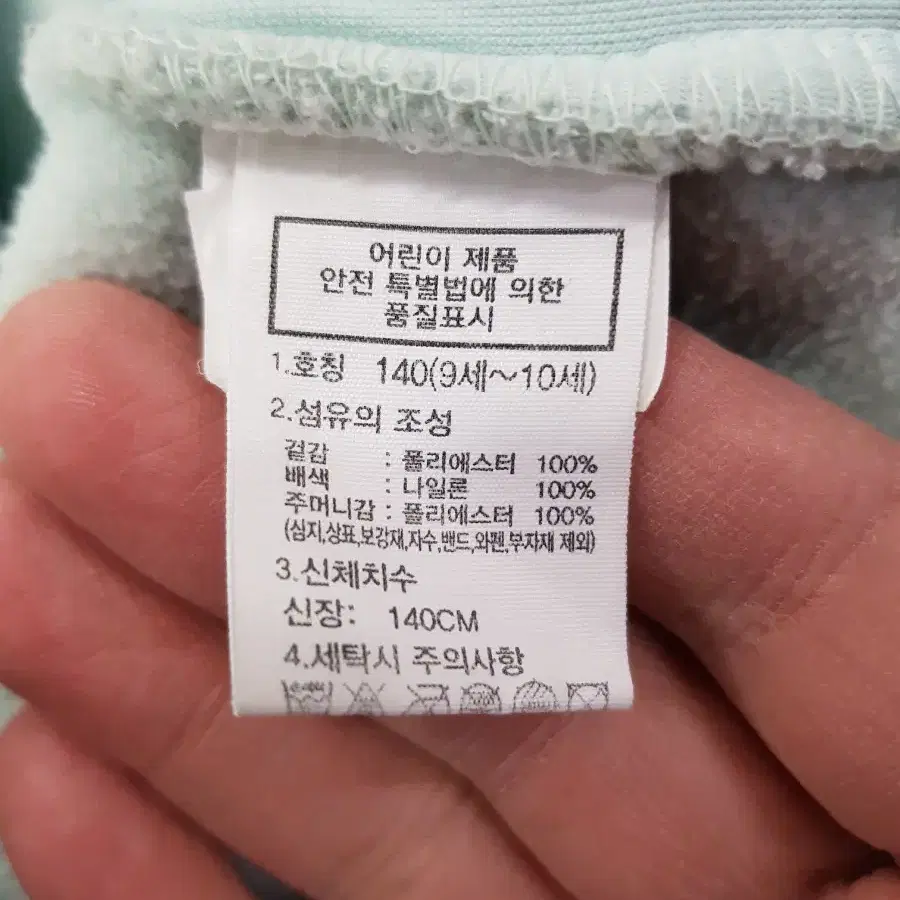 어린이 제품
안전 특별법에 의한
품질표시
1.호칭 140(9세~10세)
2.섬유의 조성
겉감 : 폴리에스터 100%
배색 : 나일론 100%
주머니감 : 폴리에스터 100%
(심지,상표,보강재,자수,밴드,와펜,부자재 제외)
3.신체치수
신장: 140CM
4.세탁시 주의사항